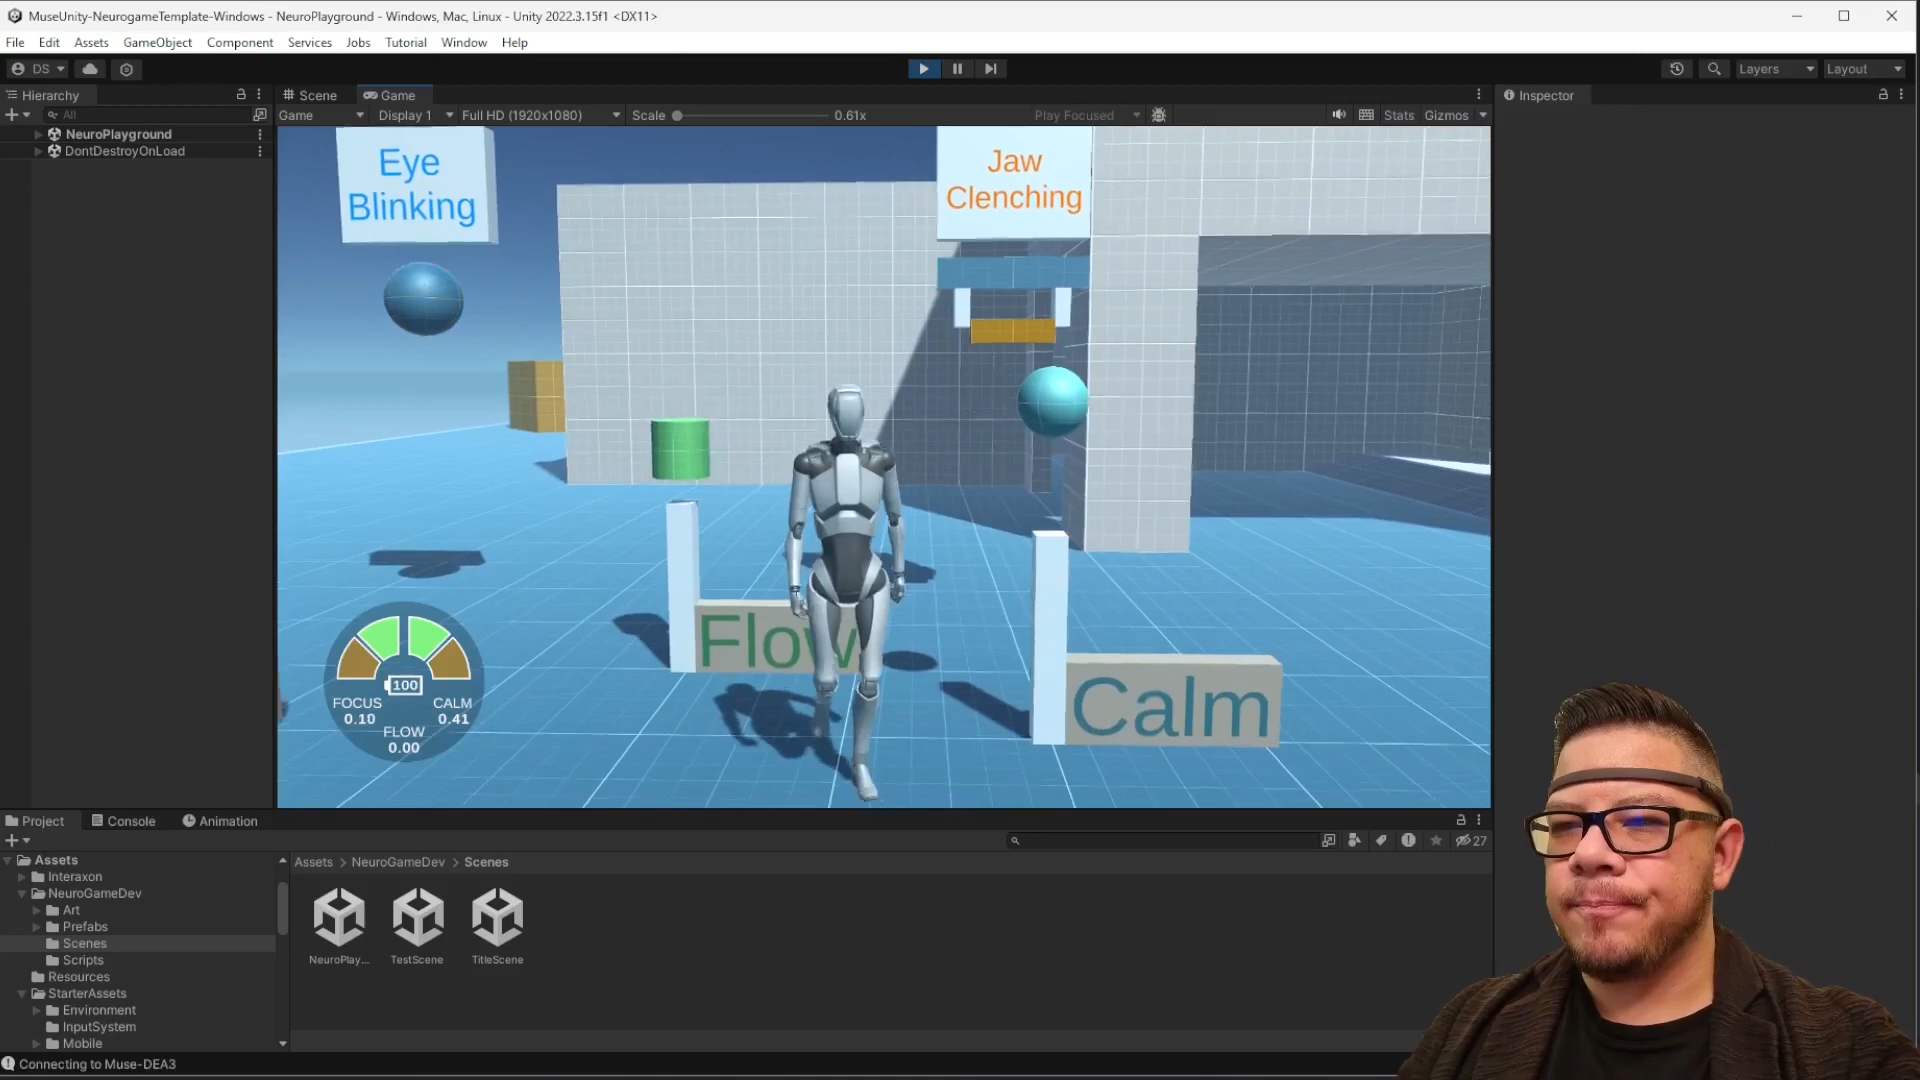 MuseUnity-NeurogameTemplate-Windows - NeuroPlayground - Windows, Mac, Linux - Unity 2022.3.15f1 <DX11>
File Edit Assets GameObject Component Services Jobs Tutorial Window Help
DS Layers Layout
Hierarchy Scene Game Inspector
All Game Display 1 Full HD (1920x1080) Scale 0.61x Play Focused Stats Gizmos
NeuroPlayground
DontDestroyOnLoad
Eye
Blinking
Jaw
Clenching
Flow
Calm
100
FOCUS CALM
0.10 0.41
FLOW
0.00
Project Console Animation
27
Assets
Interaxon
NeuroGameDev
Art
Prefabs
Scenes
Scripts
Resources
StarterAssets
Environment
InputSystem
Mobile
Assets > NeuroGameDev > Scenes
NeuroPlay... TestScene TitleScene
Connecting to Muse-DEA3